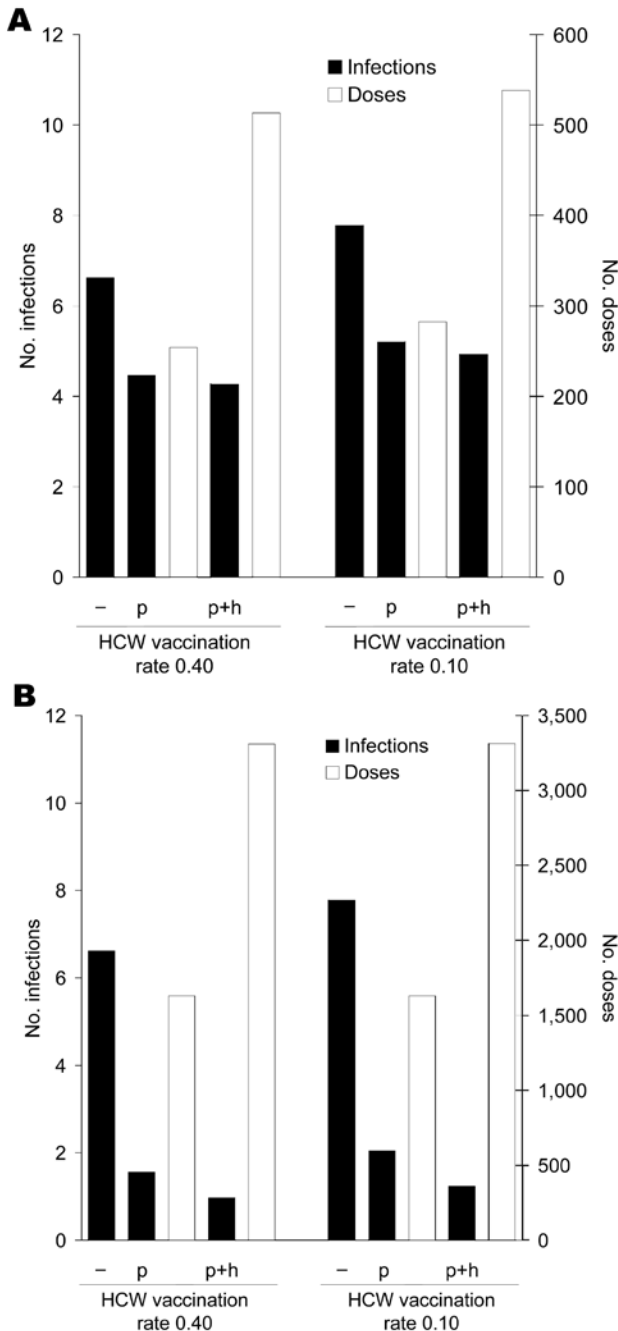 A
12
10
8
6
4
2
0
No. infections
Infections
Doses
600
500
400
300
200
100
0
No. doses
– p p+h – p p+h
HCW vaccination
rate 0.40
HCW vaccination
rate 0.10
B
12
10
8
6
4
2
0
No. infections
Infections
Doses
3,500
3,000
2,500
2,000
1,500
1,000
500
0
No. doses
– p p+h – p p+h
HCW vaccination
rate 0.40
HCW vaccination
rate 0.10